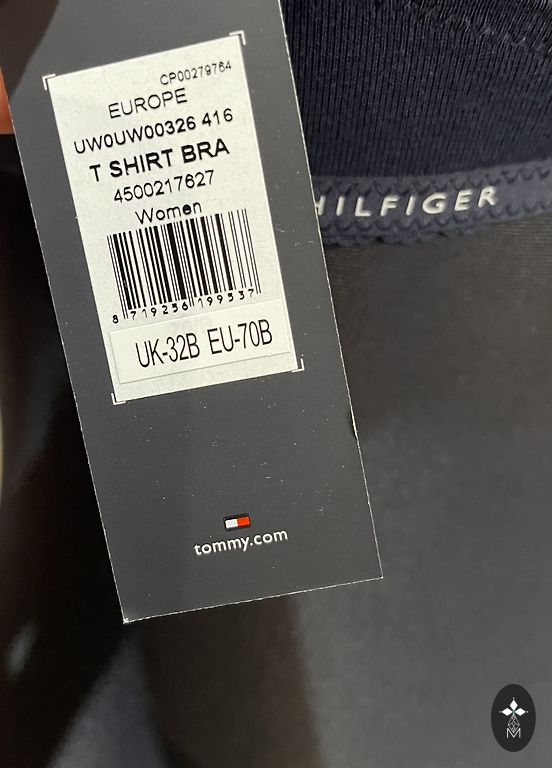 CP00279764
EUROPE
UW0UW00326 416
T SHIRT BRA
4500217627
Women
8 719256 199537
UK-32B EU-70B
HILFIGER
tommy.com
M